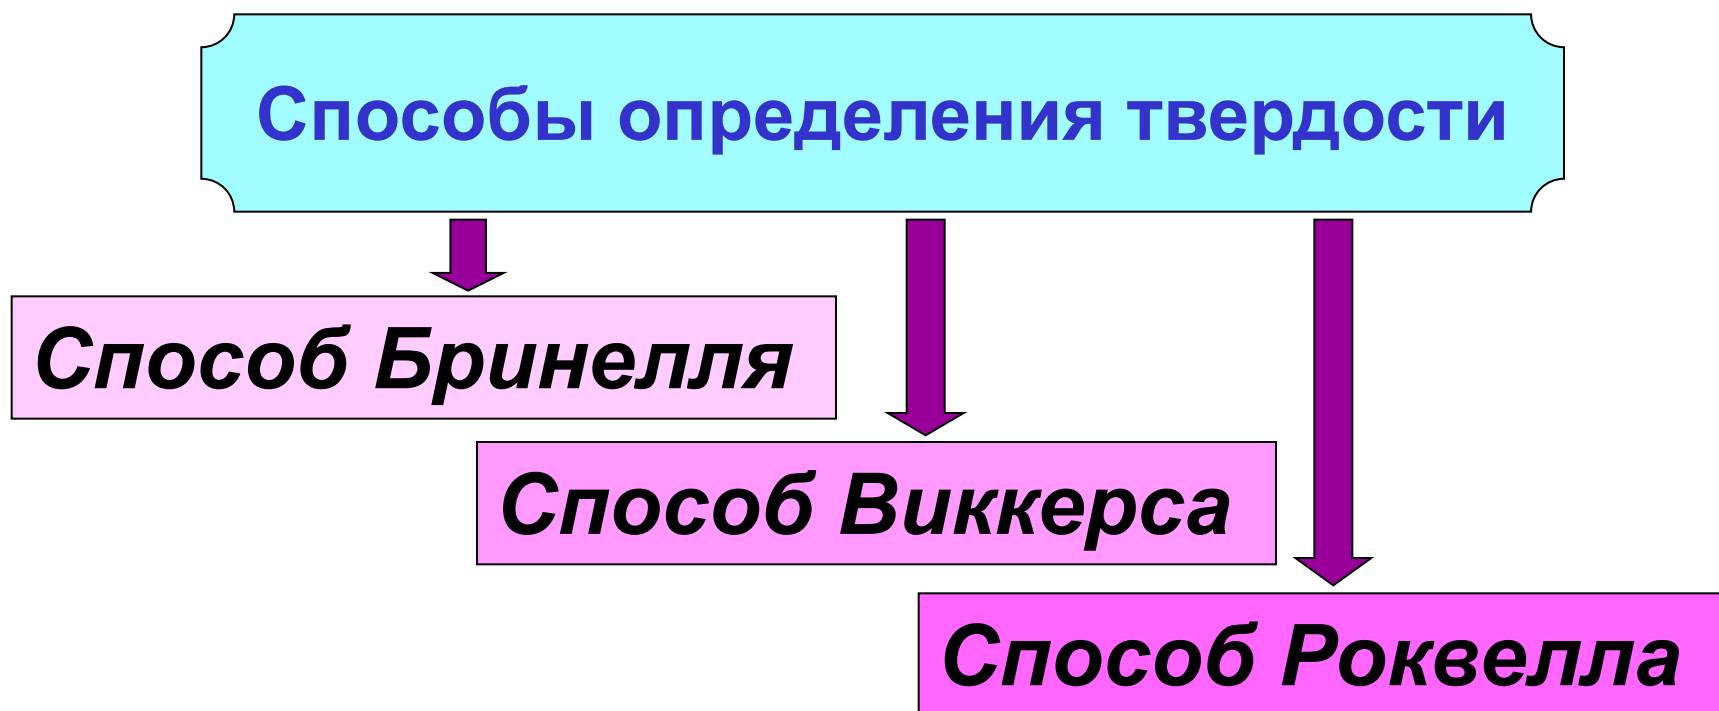 Способы определения твердости
Способ Бринелля
Способ Виккерса
Способ Роквелла